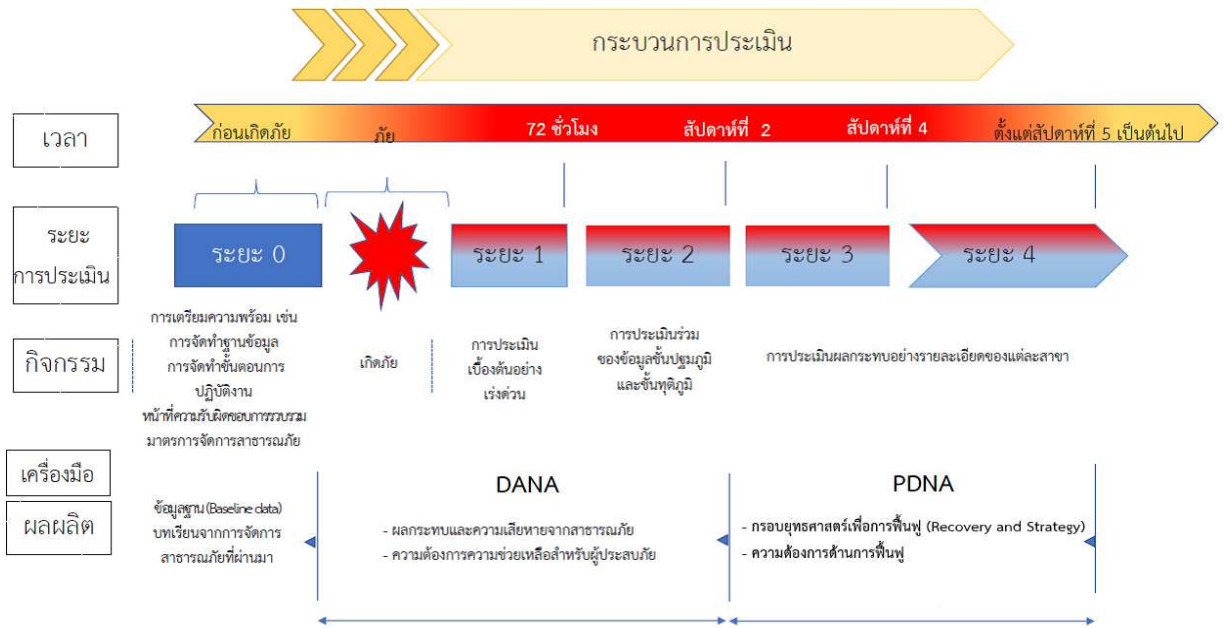 กระบวนการประเมิน
เวลา
ก่อนเกิดภัย
ภัย
72 ชั่วโมง
สัปดาห์ที่ 2
สัปดาห์ที่ 4
ตั้งแต่สัปดาห์ที่ 5 เป็นต้นไป
ระยะ
การประเมิน
ระยะ 0
ระยะ 1
ระยะ 2
ระยะ 3
ระยะ 4
กิจกรรม
การเตรียมความพร้อม เช่น
การจัดทำฐานข้อมูล
การจัดทำขั้นตอนการ
ปฏิบัติงาน
หน้าที่ความรับผิดชอบการรวบรวม
มาตรการจัดการสาธารณภัย
เกิดภัย
การประเมิน
เบื้องต้นอย่าง
เร่งด่วน
การประเมินร่วม
ของข้อมูลขั้นปฐมภูมิ
และขั้นทุติภูมิ
การประเมินผลกระทบอย่างรายละเอียดของแต่ละสาขา
เครื่องมือ
DANA
PDNA
ผลผลิต
ข้อมูลฐาน (Baseline data)
บทเรียนจากการจัดการ
สาธารณภัยที่ผ่านมา
- ผลกระทบและความเสียหายจากสาธารณภัย
- ความต้องการความช่วยเหลือสำหรับผู้ประสบภัย
- กรอบยุทธศาสตร์เพื่อการฟื้นฟู (Recovery and Strategy)
- ความต้องการด้านการฟื้นฟู